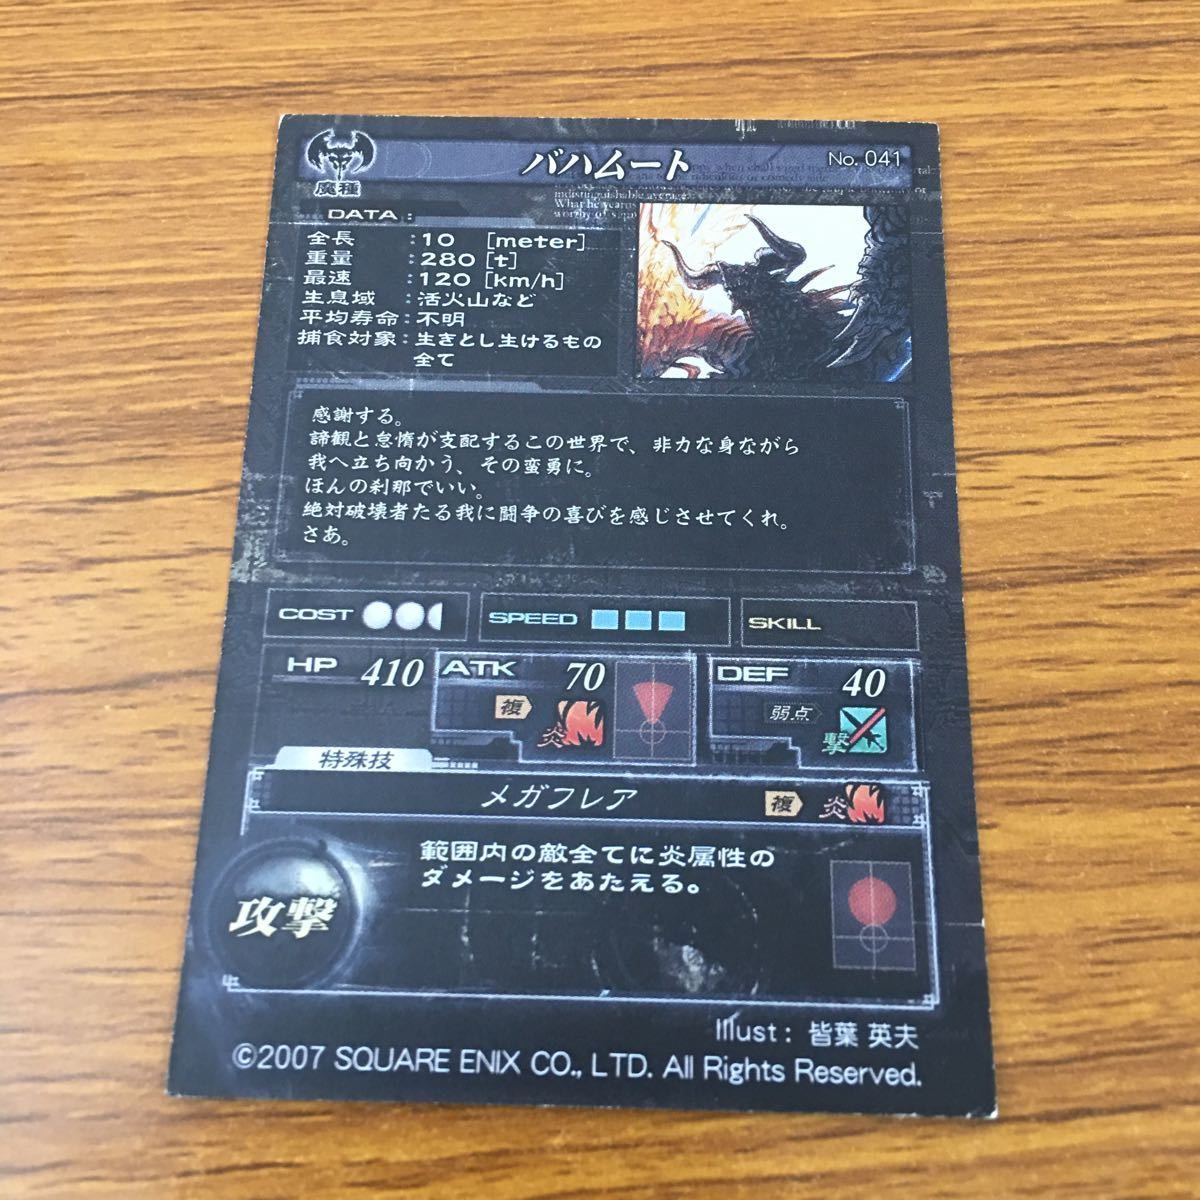 バハムート
No. 041
魔種
DATA :
全長 : 10 [meter]
重量 : 280 [t]
最速 : 120 [km/h]
生息域 : 活火山など
平均寿命 : 不明
捕食対象 : 生きとし生けるもの
全て
indistinguishable average
感謝する。
諦観と怠惰が支配するこの世界で、非力な身ながら
我へ立ち向かう、その蛮勇に。
ほんの刹那でいい。
絶対破壊者たる我に闘争の喜びを感じさせてくれ。
さあ。
COST
SPEED
SKILL
HP 410
ATK 70
複 炎
DEF 40
弱点 撃
特殊技
メガフレア 複 炎
攻撃
範囲内の敵全てに炎属性の
ダメージをあたえる。
Illust : 皆葉 英夫
©2007 SQUARE ENIX CO., LTD. All Rights Reserved.